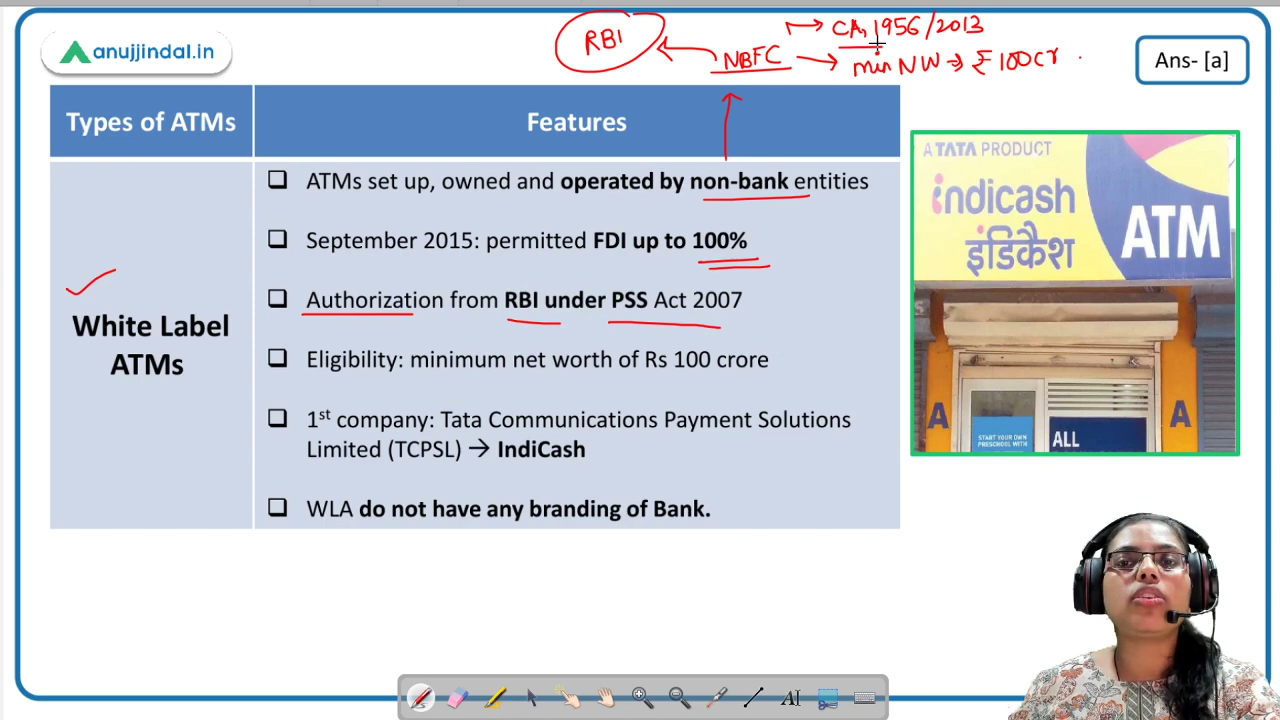 anujjindal.in
RBI
CA, 1956/2013
NBFC
min NW → ₹ 100 cr
Ans- [a]
Types of ATMs
Features
ATMs set up, owned and operated by non-bank entities
September 2015: permitted FDI up to 100%
Authorization from RBI under PSS Act 2007
White Label
ATMs
Eligibility: minimum net worth of Rs 100 crore
1st company: Tata Communications Payment Solutions
Limited (TCPSL) → IndiCash
WLA do not have any branding of Bank.
A TATA PRODUCT
indicash
इंडिकैश
ATM
A
A
START YOUR OWN
PRESCHOOL WITH
ALL
AI